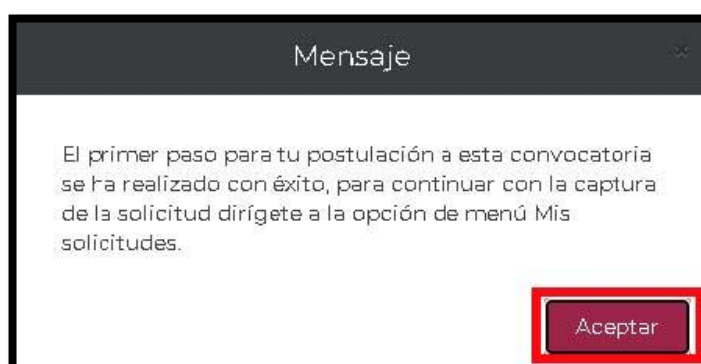 Mensaje
El primer paso para tu postulación a esta convocatoria
se ha realizado con éxito, para continuar con la captura
de la solicitud dirígete a la opción de menú Mis
solicitudes.
Aceptar